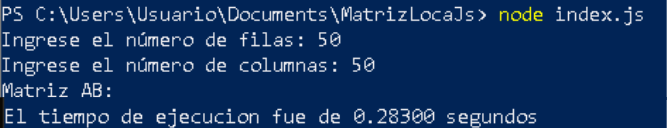 PS C:\Users\Usuario\Documents\MatrizLocaJs> node index.js
Ingrese el número de filas: 50
Ingrese el número de columnas: 50
Matriz AB:
El tiempo de ejecucion fue de 0.28300 segundos